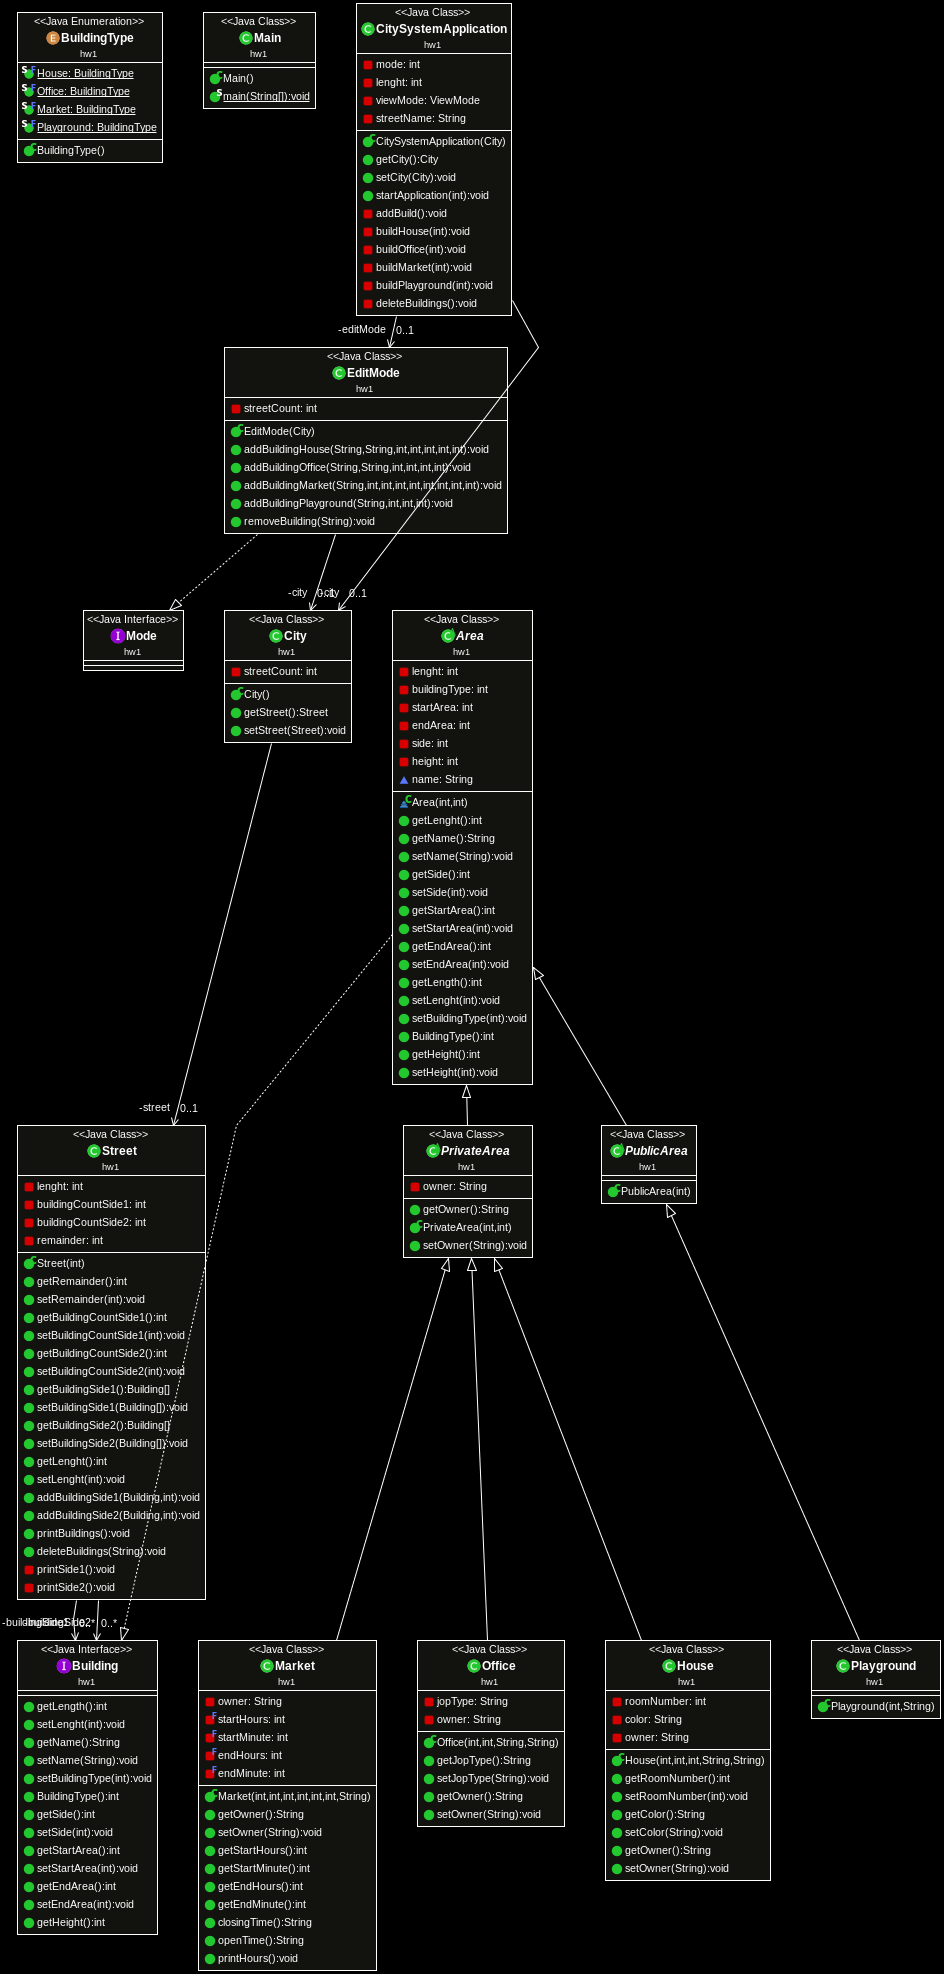 <<Java Enumeration>>
BuildingType
hw1
House: BuildingType
Office: BuildingType
Market: BuildingType
Playground: BuildingType
BuildingType()
<<Java Class>>
Main
hw1
Main()
main(String[]):void
<<Java Class>>
CitySystemApplication
hw1
mode: int
lenght: int
viewMode: ViewMode
streetName: String
CitySystemApplication(City)
getCity():City
setCity(City):void
startApplication(int):void
addBuild():void
buildHouse(int):void
buildOffice(int):void
buildMarket(int):void
buildPlayground(int):void
deleteBuildings():void
-editMode 0..1
<<Java Class>>
EditMode
hw1
streetCount: int
EditMode(City)
addBuildingHouse(String,String,int,int,int,int,int):void
addBuildingOffice(String,String,int,int,int,int):void
addBuildingMarket(String,int,int,int,int,int,int,int,int):void
addBuildingPlayground(String,int,int,int):void
removeBuilding(String):void
-city 0..1 -city 0..1
<<Java Interface>>
Mode
hw1
<<Java Class>>
City
hw1
streetCount: int
City()
getStreet():Street
setStreet(Street):void
<<Java Class>>
Area
hw1
lenght: int
buildingType: int
startArea: int
endArea: int
side: int
height: int
name: String
Area(int,int)
getLenght():int
getName():String
setName(String):void
getSide():int
setSide(int):void
getStartArea():int
setStartArea(int):void
getEndArea():int
setEndArea(int):void
getLength():int
setLenght(int):void
setBuildingType(int):void
BuildingType():int
getHeight():int
setHeight(int):void
-street 0..1
<<Java Class>>
Street
hw1
lenght: int
buildingCountSide1: int
buildingCountSide2: int
remainder: int
Street(int)
getRemainder():int
setRemainder(int):void
getBuildingCountSide1():int
setBuildingCountSide1(int):void
getBuildingCountSide2():int
setBuildingCountSide2(int):void
getBuildingSide1():Building[]
setBuildingSide1(Building[]):void
getBuildingSide2():Building[]
setBuildingSide2(Building[]):void
getLenght():int
setLenght(int):void
addBuildingSide1(Building,int):void
addBuildingSide2(Building,int):void
printBuildings():void
deleteBuildings(String):void
printSide1():void
printSide2():void
<<Java Class>>
PrivateArea
hw1
owner: String
getOwner():String
PrivateArea(int,int)
setOwner(String):void
<<Java Class>>
PublicArea
hw1
PublicArea(int)
-buildingSide1 -buildingSide2 0..* 0..*
<<Java Interface>>
Building
hw1
getLength():int
setLenght(int):void
getName():String
setName(String):void
setBuildingType(int):void
BuildingType():int
getSide():int
setSide(int):void
getStartArea():int
setStartArea(int):void
getEndArea():int
setEndArea(int):void
getHeight():int
<<Java Class>>
Market
hw1
owner: String
startHours: int
startMinute: int
endHours: int
endMinute: int
Market(int,int,int,int,int,int,String)
getOwner():String
setOwner(String):void
getStartHours():int
getStartMinute():int
getEndHours():int
getEndMinute():int
closingTime():String
openTime():String
printHours():void
<<Java Class>>
Office
hw1
jopType: String
owner: String
Office(int,int,String,String)
getJopType():String
setJopType(String):void
getOwner():String
setOwner(String):void
<<Java Class>>
House
hw1
roomNumber: int
color: String
owner: String
House(int,int,int,String,String)
getRoomNumber():int
setRoomNumber(int):void
getColor():String
setColor(String):void
getOwner():String
setOwner(String):void
<<Java Class>>
Playground
hw1
Playground(int,String)